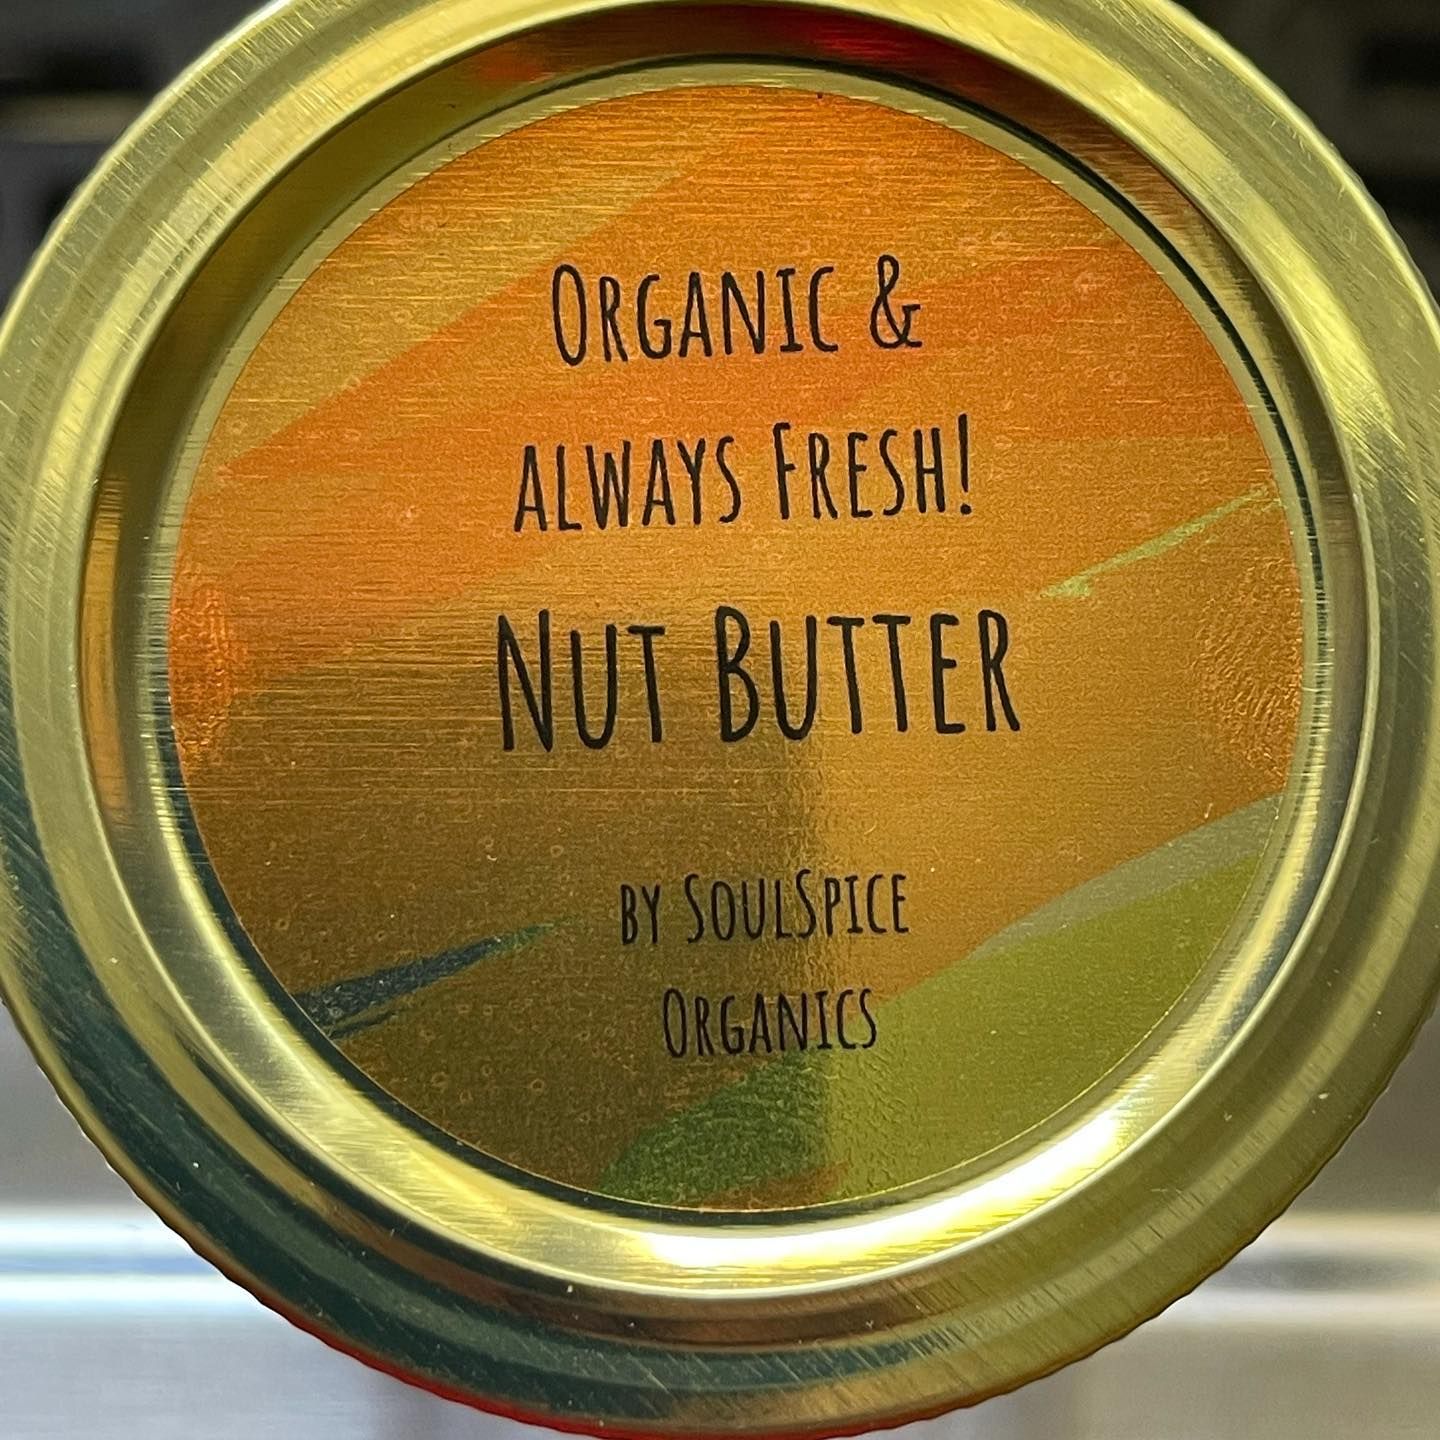 Organic &
always Fresh!
Nut Butter
by SoulSpice
Organics